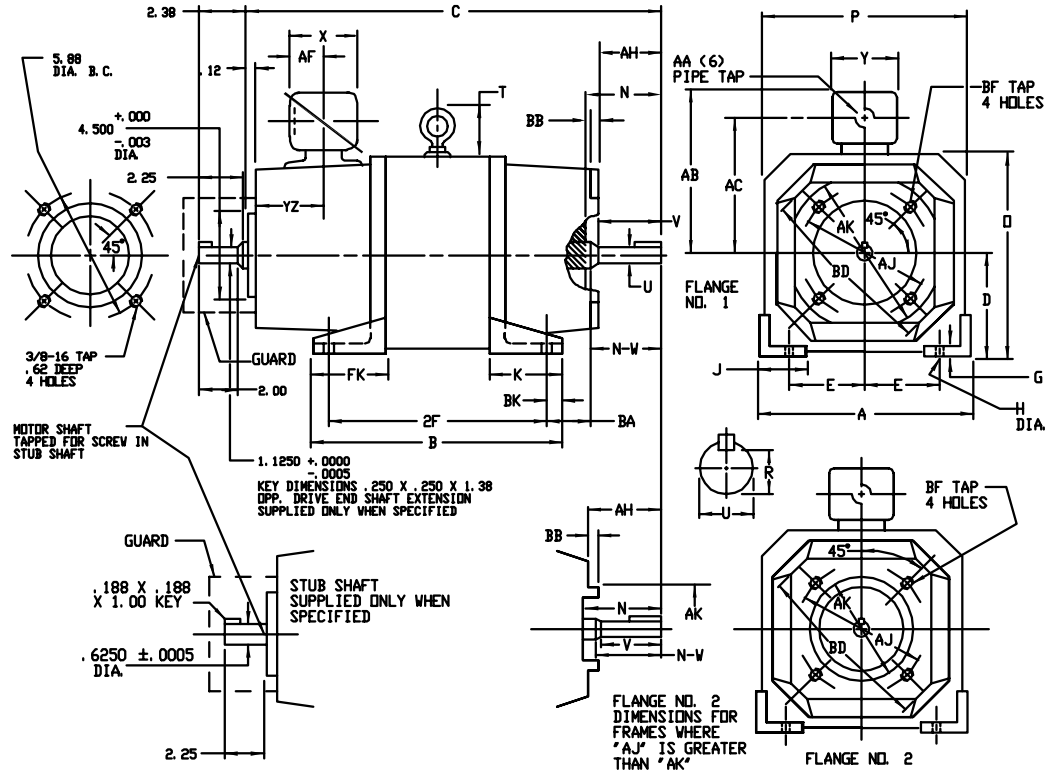 2.38
C
P
X
AF
AH
5.88
DIA. B.C.
.12
AA (6)
PIPE TAP
Y
BF TAP
4 HOLES
T
N
BB
+.000
4.500
-.003
DIA.
2.25
AB
AC
O
YZ
V
45°
AK
45°
AJ
BD
D
U
FLANGE
NO. 1
3/8-16 TAP
.62 DEEP
4 HOLES
GUARD
N-W
FK
K
J
E
E
G
2.00
BK
2F
BA
A
H
DIA.
B
MOTOR SHAFT
TAPPED FOR SCREW IN
STUB SHAFT
1.1250 +.0000
-.0005
KEY DIMENSIONS .250 X .250 X 1.38
OPP. DRIVE END SHAFT EXTENSION
SUPPLIED ONLY WHEN SPECIFIED
R
U
BF TAP
4 HOLES
AH
BB
GUARD
45°
.188 X .188
X 1.00 KEY
STUB SHAFT
SUPPLIED ONLY WHEN
SPECIFIED
AK
N
AK
V
AJ
BD
N-W
.6250 ±.0005
DIA.
FLANGE NO. 2
DIMENSIONS FOR
FRAMES WHERE
"AJ" IS GREATER
THAN "AK"
2.25
FLANGE NO. 2